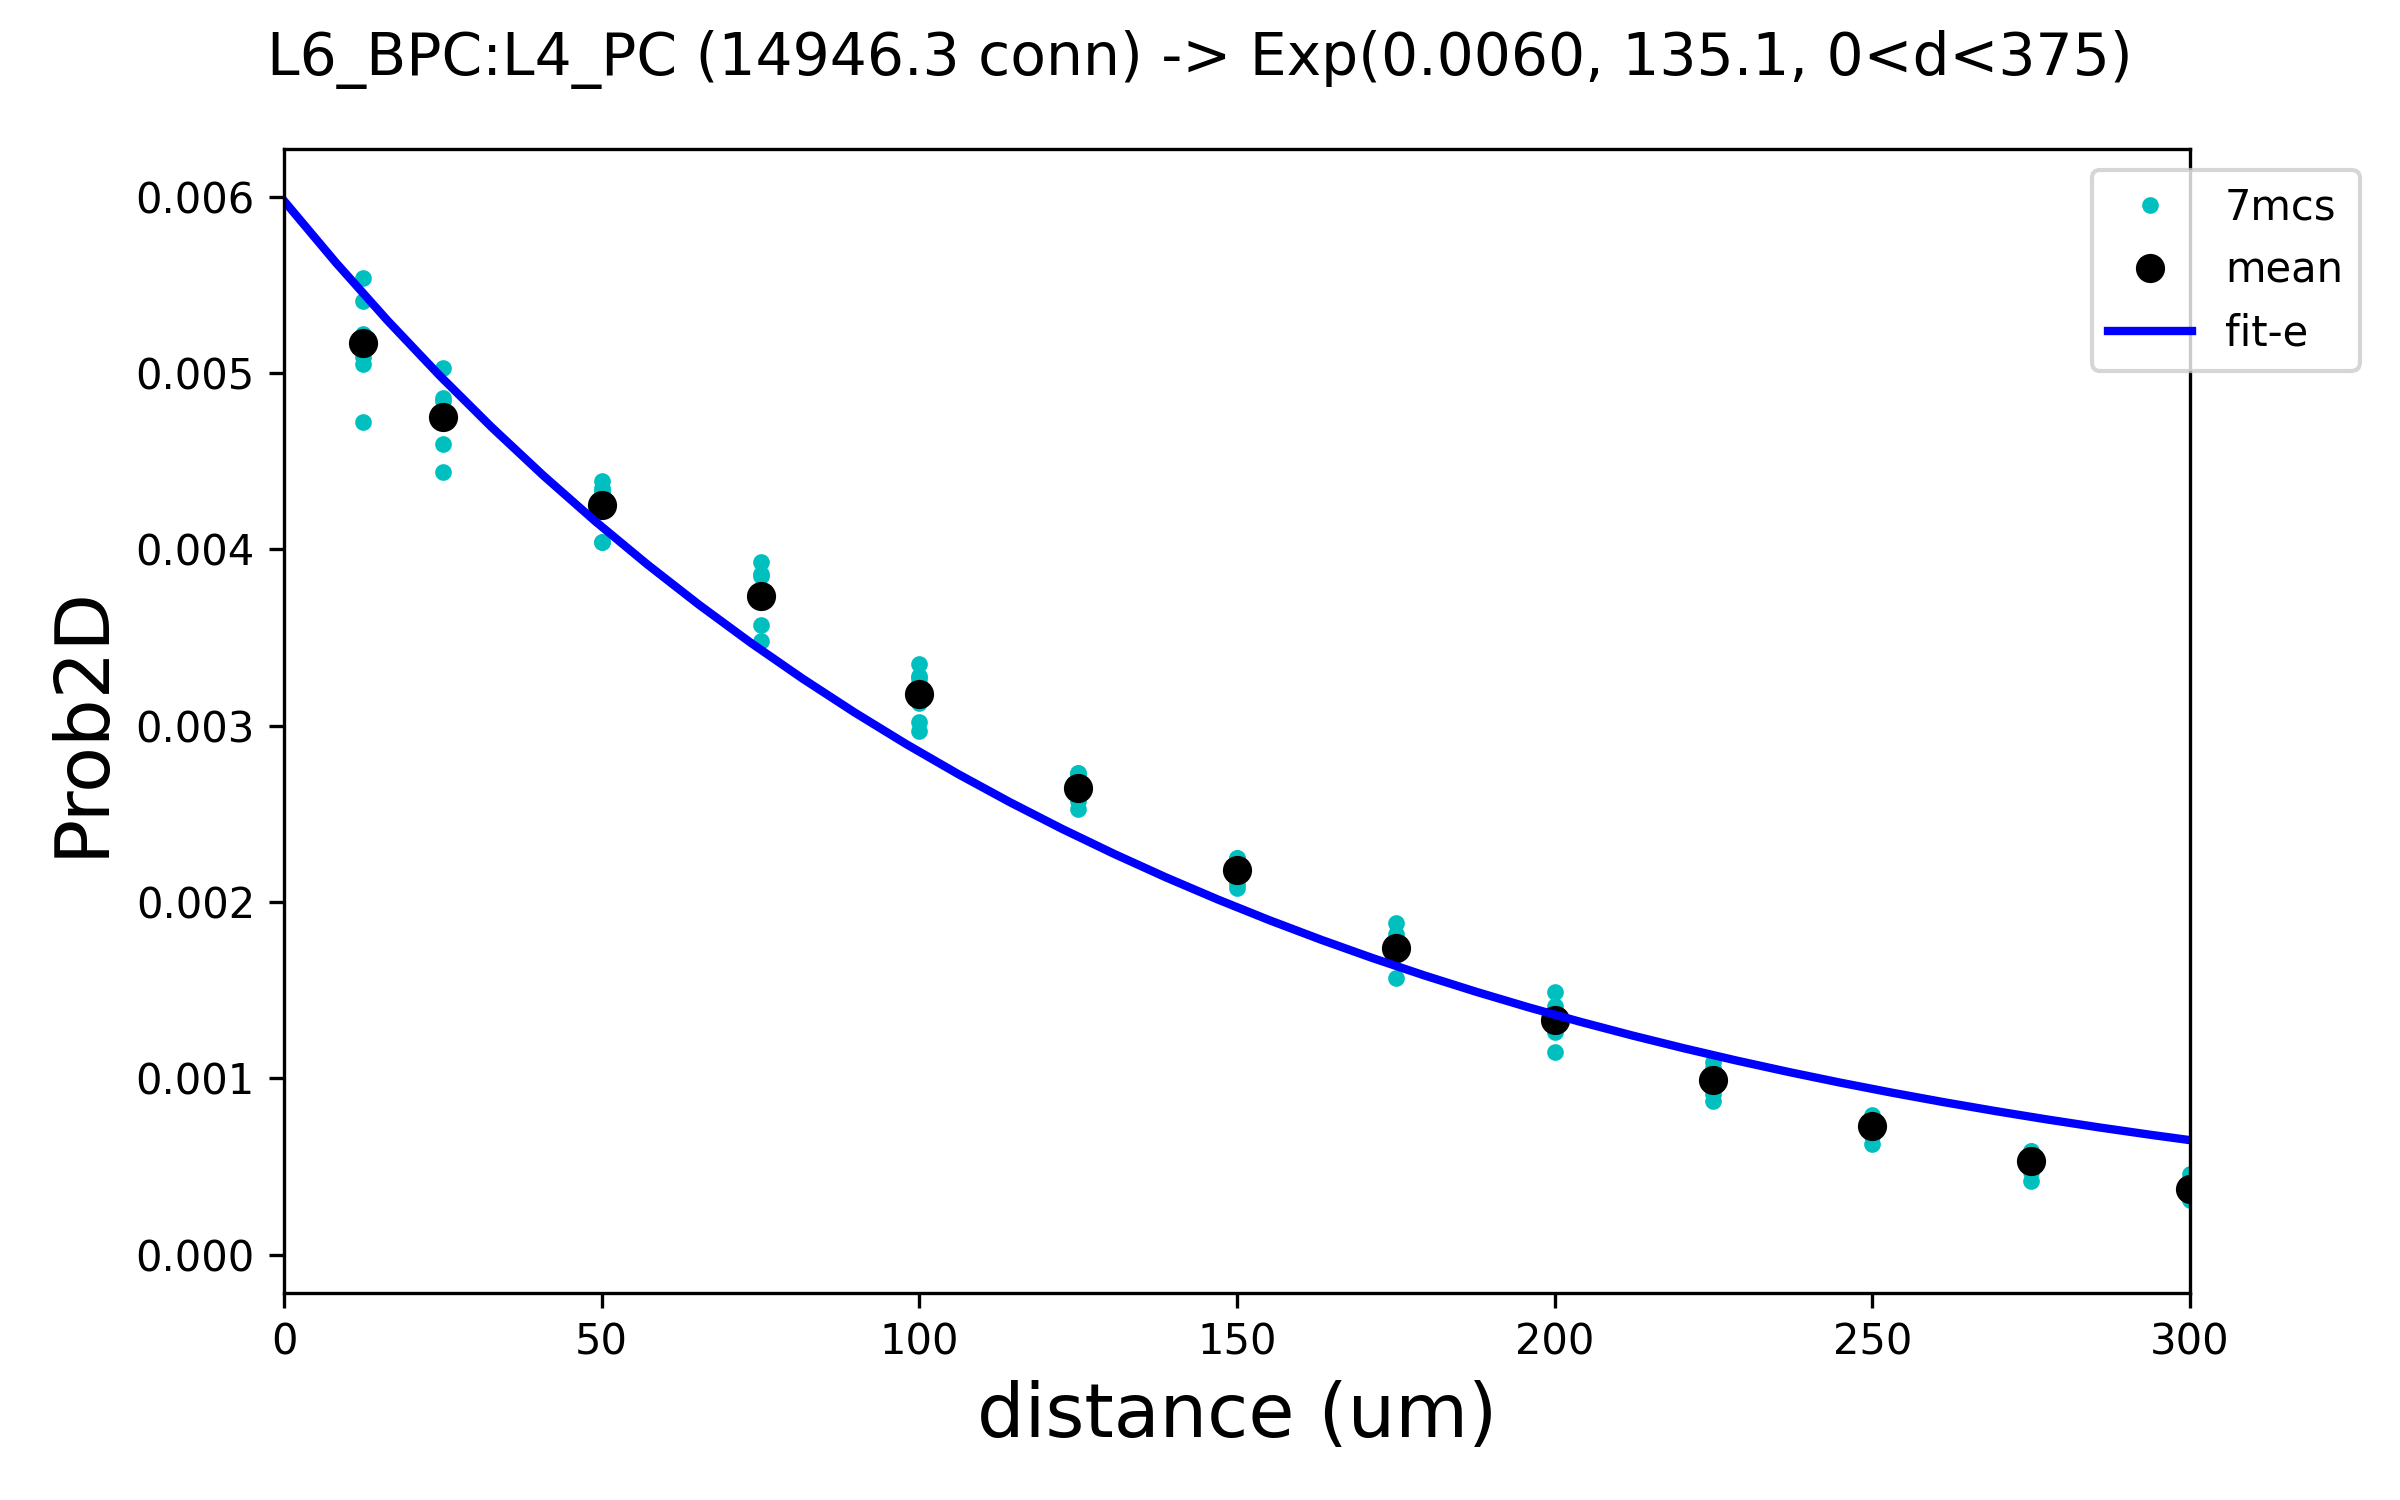 L6_BPC:L4_PC (14946.3 conn) -> Exp(0.0060, 135.1, 0<d<375)
7mcs
mean
fit-e
0.006
0.005
0.004
0.003
0.002
0.001
0.000
Prob2D
0 50 100 150 200 250 300
distance (um)